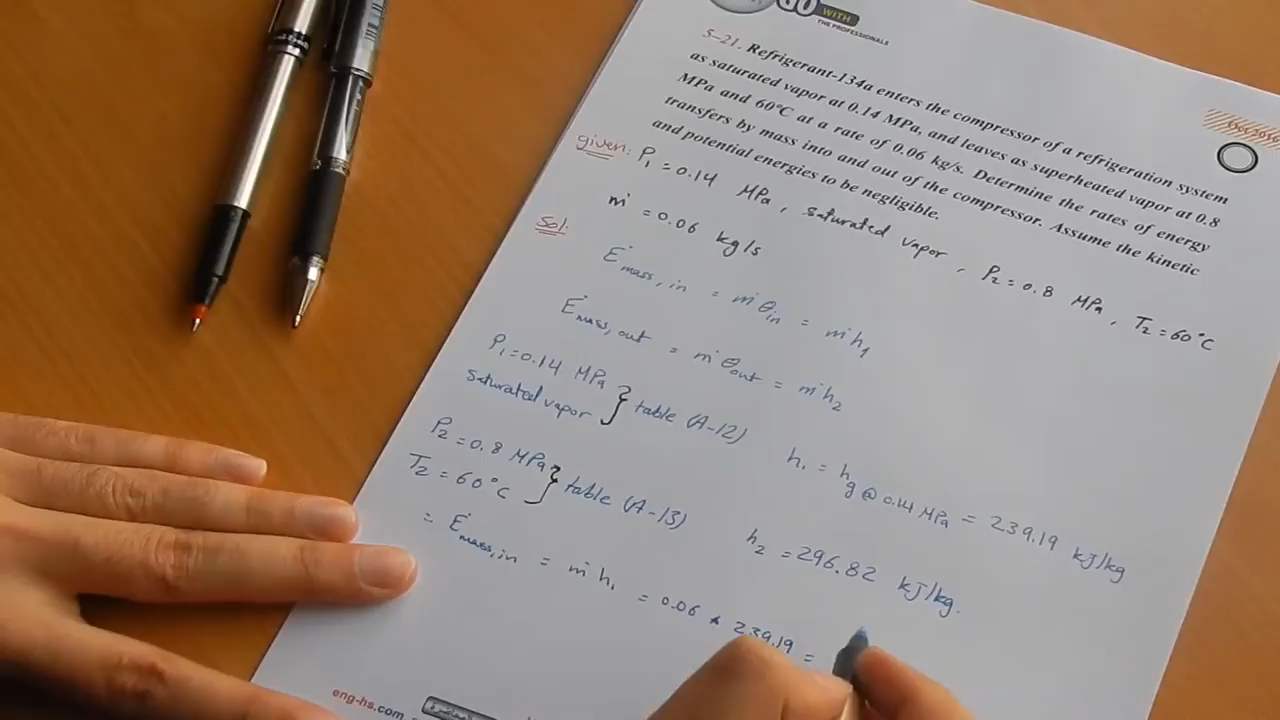 GO WITH
THE PROFESSIONALS
5-21. Refrigerant-134a enters the compressor of a refrigeration system
as saturated vapor at 0.14 MPa, and leaves as superheated vapor at 0.8
MPa and 60°C at a rate of 0.06 kg/s. Determine the rates of energy
transfers by mass into and out of the compressor. Assume the kinetic
and potential energies to be negligible.
given: P₁ = 0.14 MPa, saturated vapor, P₂ = 0.8 MPa, T₂ = 60°C
ṁ = 0.06 kg/s
Sol:
Ėmass,in = ṁ θin = ṁ h₁
Ėmass,out = ṁ θout = ṁ h₂
P₁ = 0.14 MPa
saturated vapor } table (A-12) h₁ = hg @ 0.14 MPa = 239.19 kJ/kg
P₂ = 0.8 MPa
T₂ = 60°C } table (A-13) h₂ = 296.82 kJ/kg.
= Ėmass,in = ṁ h₁ = 0.06 * 239.19 =
eng-hs.com